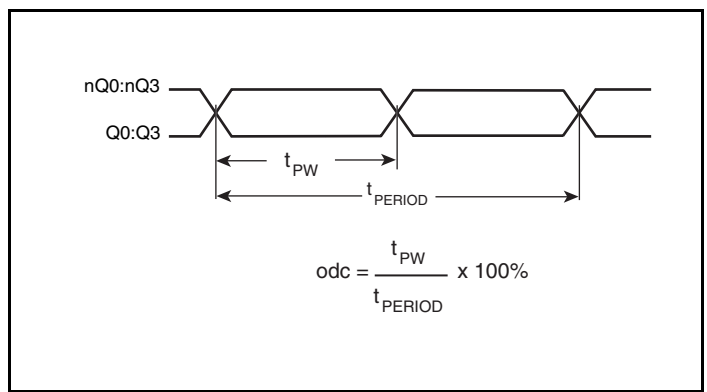 nQ0:nQ3
Q0:Q3
tPW
tPERIOD
odc = tPW / tPERIOD x 100%